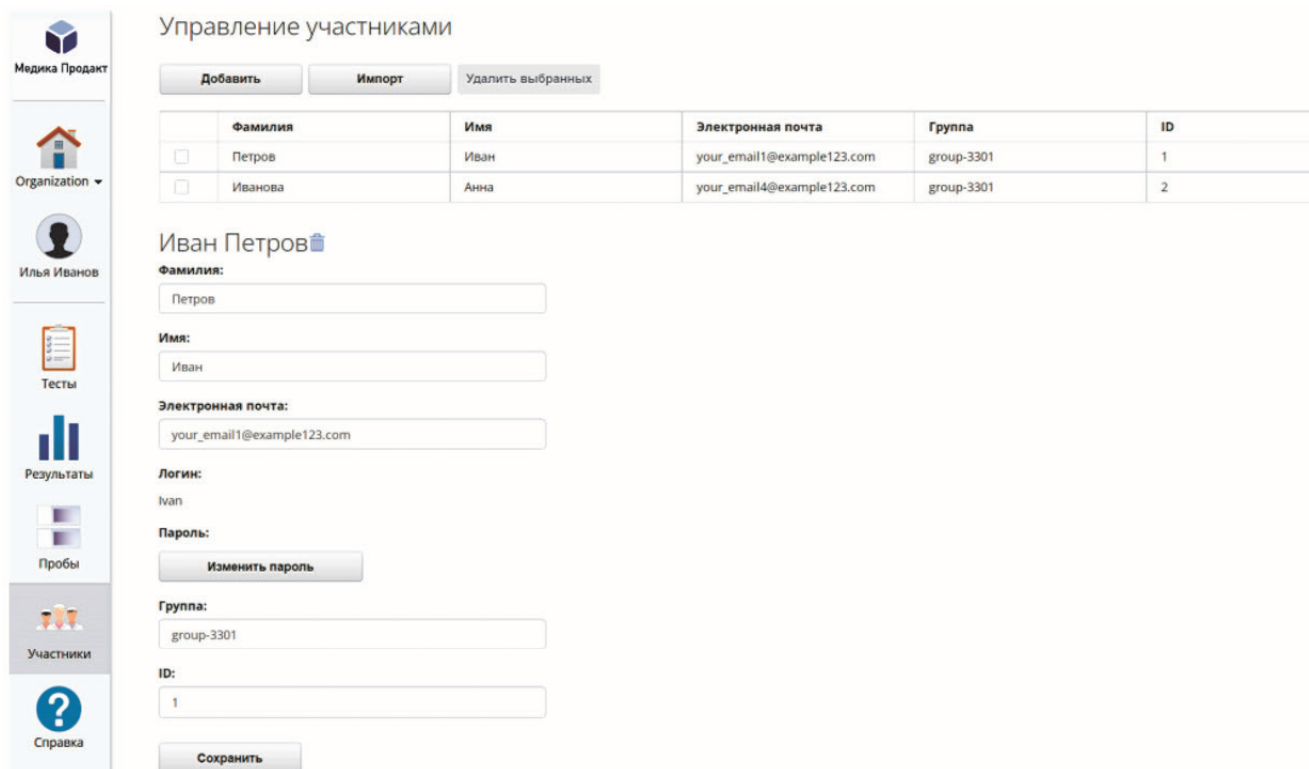 Медика Продакт
Organization
Илья Иванов
Тесты
Результаты
Пробы
Участники
Справка
Управление участниками
Добавить Импорт Удалить выбранных
Фамилия Имя Электронная почта Группа ID
Петров Иван your_email1@example123.com group-3301 1
Иванова Анна your_email4@example123.com group-3301 2
Иван Петров
Фамилия:
Петров
Имя:
Иван
Электронная почта:
your_email1@example123.com
Логин:
Ivan
Пароль:
Изменить пароль
Группа:
group-3301
ID:
1
Сохранить